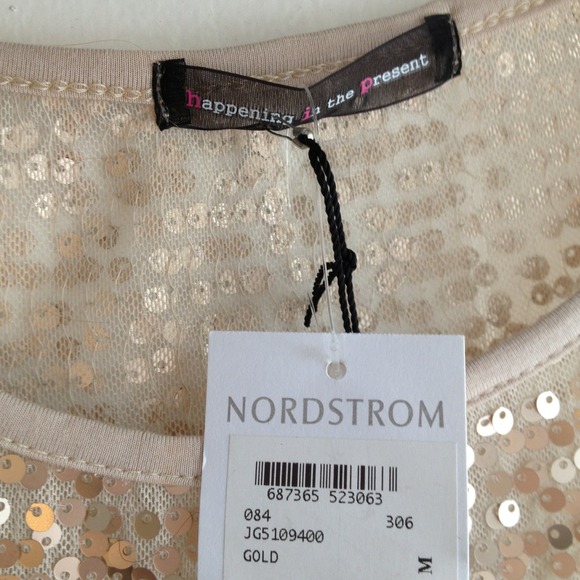 happening in the present
NORDSTROM
687365 523063
084 306
JG5109400
GOLD
M